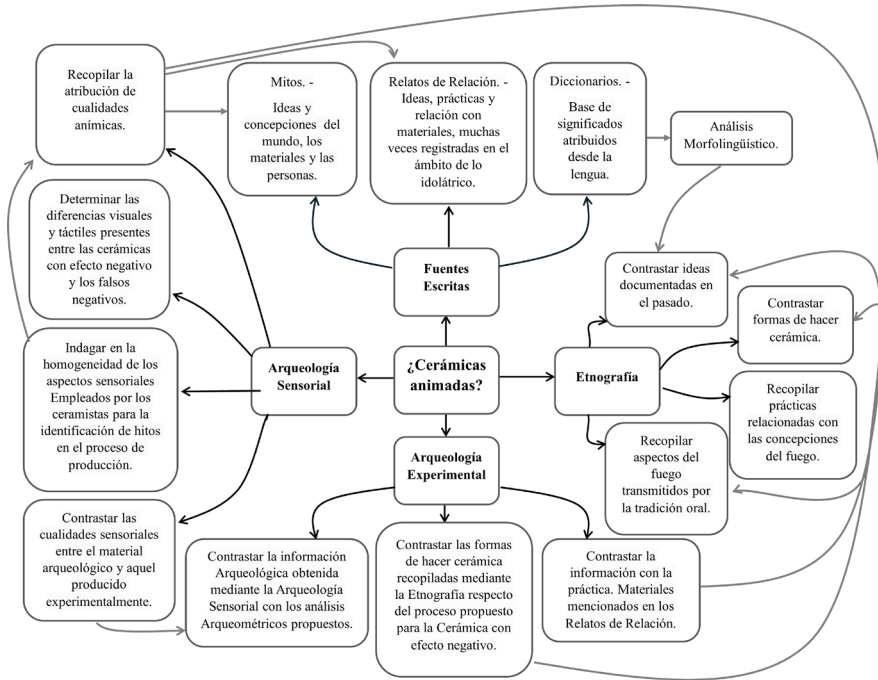 Recopilar la
atribución de
cualidades
anímicas.
Mitos. -
Ideas y
concepciones del
mundo, los
materiales y las
personas.
Relatos de Relación. -
Ideas, prácticas y
relación con
materiales, muchas
veces registradas en el
ámbito de lo
idolátrico.
Diccionarios. -
Base de
significados
atribuidos
desde la
lengua.
Análisis
Morfolingüístico.
Determinar las
diferencias visuales
y táctiles presentes
entre las cerámicas
con efecto negativo
y los falsos
negativos.
Fuentes
Escritas
Contrastar ideas
documentadas en
el pasado.
Contrastar
formas de hacer
cerámica.
Indagar en la
homogeneidad de los
aspectos sensoriales
Empleados por los
ceramistas para la
identificación de hitos
en el proceso de
producción.
Arqueología
Sensorial
¿Cerámicas
animadas?
Etnografía
Recopilar
prácticas
relacionadas con
las concepciones
del fuego.
Recopilar
aspectos del
fuego
transmitidos por
la tradición oral.
Arqueología
Experimental
Contrastar las
cualidades sensoriales
entre el material
arqueológico y aquel
producido
experimentalmente.
Contrastar la información
Arqueológica obtenida
mediante la Arqueología
Sensorial con los análisis
Arqueométricos propuestos.
Contrastar las formas
de hacer cerámica
recopiladas mediante
la Etnografía respecto
del proceso propuesto
para la Cerámica con
efecto negativo.
Contrastar la
información con la
práctica. Materiales
mencionados en los
Relatos de Relación.